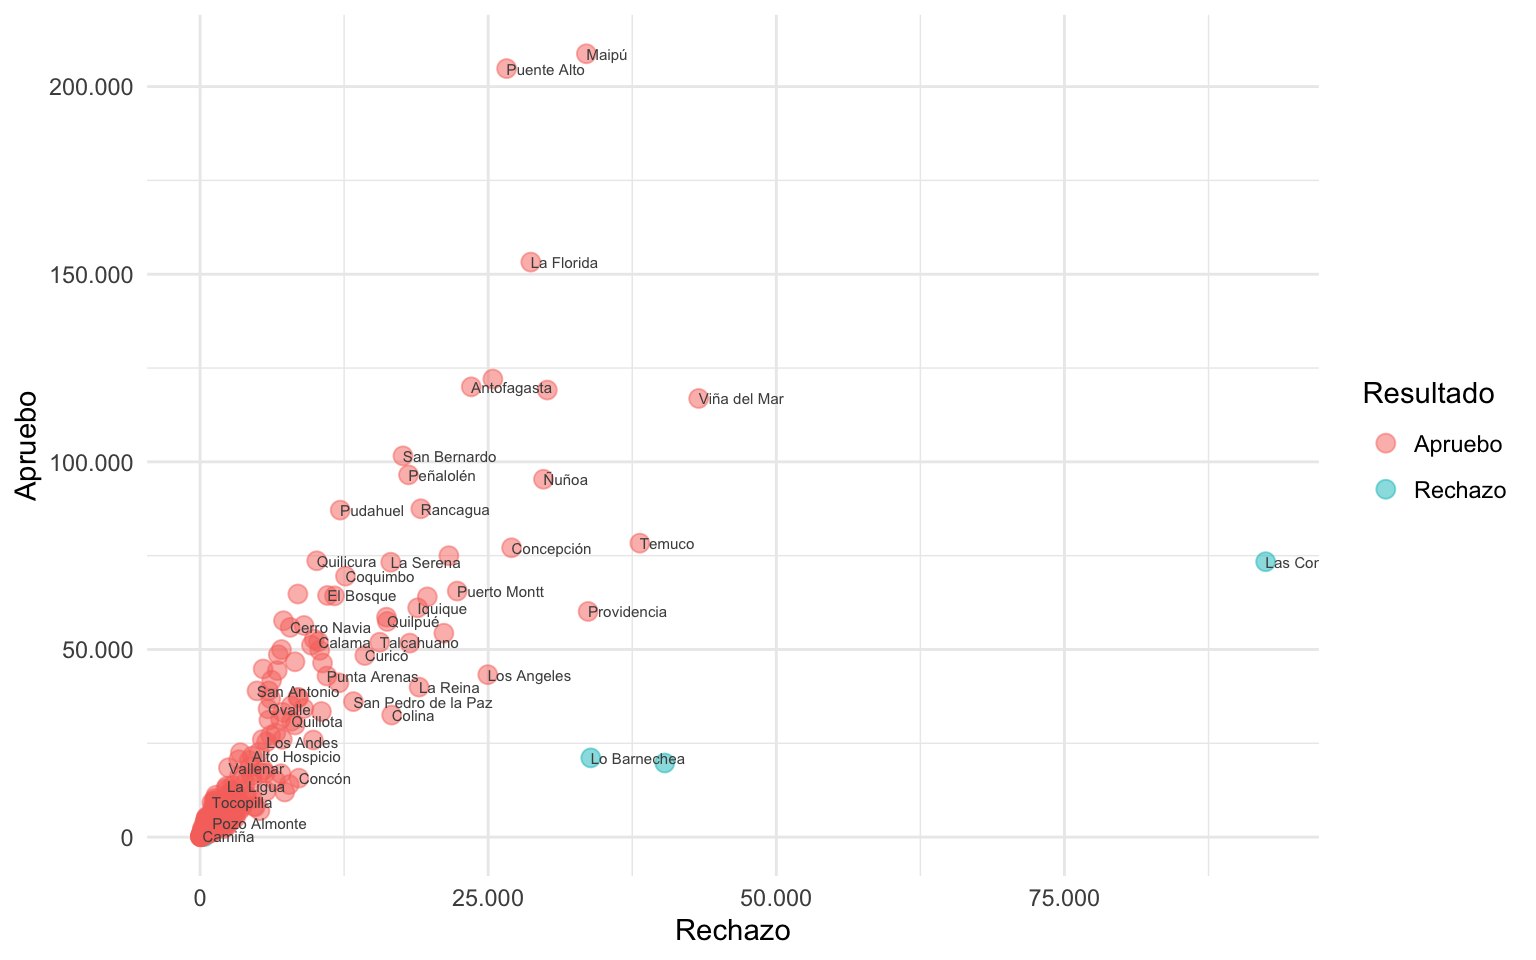 Maipú
Puente Alto
200.000
La Florida
150.000
Antofagasta
Viña del Mar
San Bernardo
100.000
Peñalolén
Ñuñoa
Pudahuel
Rancagua
Concepción
Temuco
Quilicura
La Serena
Las Con
Coquimbo
El Bosque
Puerto Montt
Iquique
Providencia
Quilpué
Cerro Navia
Calama
Talcahuano
50.000
Curicó
Punta Arenas
Los Angeles
La Reina
San Antonio
San Pedro de la Paz
Ovalle
Colina
Quillota
Los Andes
Alto Hospicio
Lo Barnechea
Vallenar
Concón
La Ligua
Tocopilla
Pozo Almonte
Camiña
0
Apruebo
0
25.000
50.000
75.000
Rechazo
Resultado
Apruebo
Rechazo